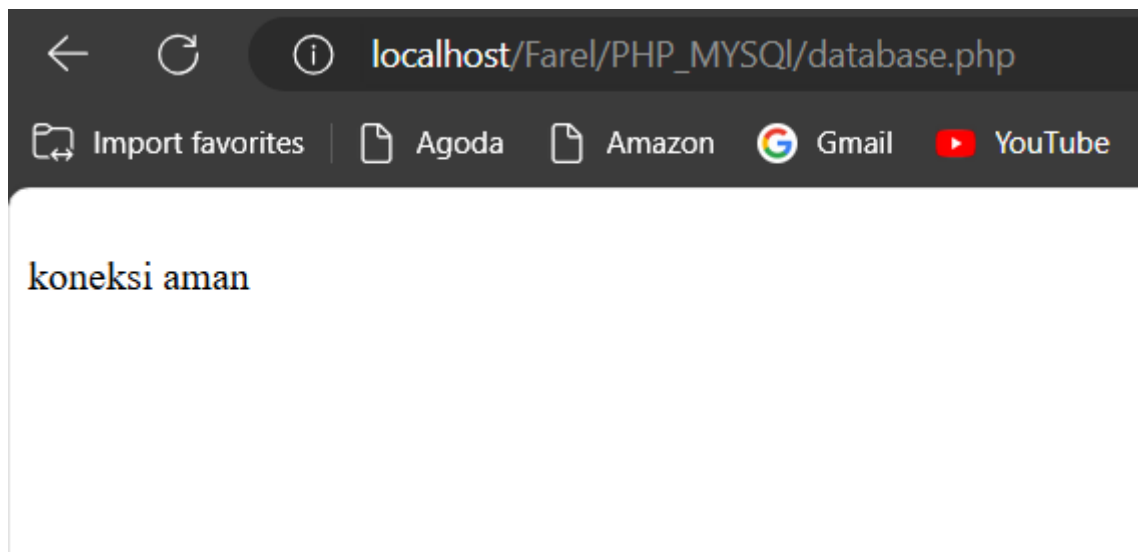 localhost/Farel/PHP_MYSQl/database.php
Import favorites Agoda Amazon Gmail YouTube
koneksi aman